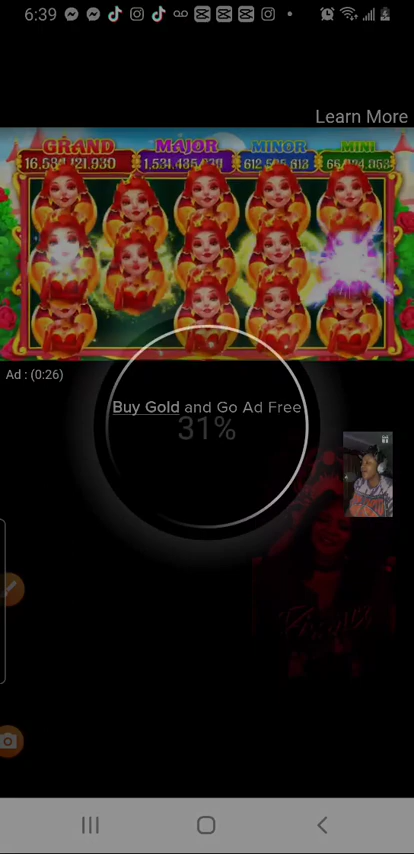 6:39
Learn More
GRAND MAJOR MINOR MINI
Ad : (0:26)
Buy Gold and Go Ad Free
31%